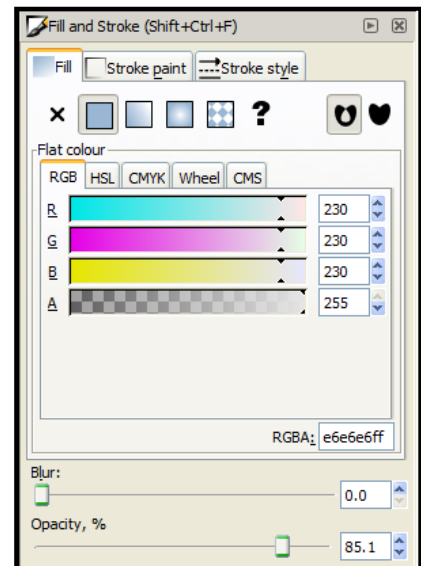 Fill and Stroke (Shift+Ctrl+F)
Fill Stroke paint Stroke style
?
Flat colour
RGB HSL CMYK Wheel CMS
R 230
G 230
B 230
A 255
RGBA: e6e6e6ff
Blur:
0.0
Opacity, %
85.1